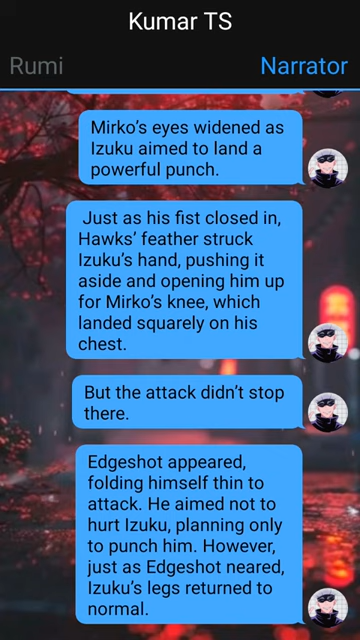 Kumar TS
Rumi
Narrator
Mirko’s eyes widened as
Izuku aimed to land a
powerful punch.
Just as his fist closed in,
Hawks’ feather struck
Izuku’s hand, pushing it
aside and opening him up
for Mirko’s knee, which
landed squarely on his
chest.
But the attack didn’t stop
there.
Edgeshot appeared,
folding himself thin to
attack. He aimed not to
hurt Izuku, planning only
to punch him. However,
just as Edgeshot neared,
Izuku’s legs returned to
normal.